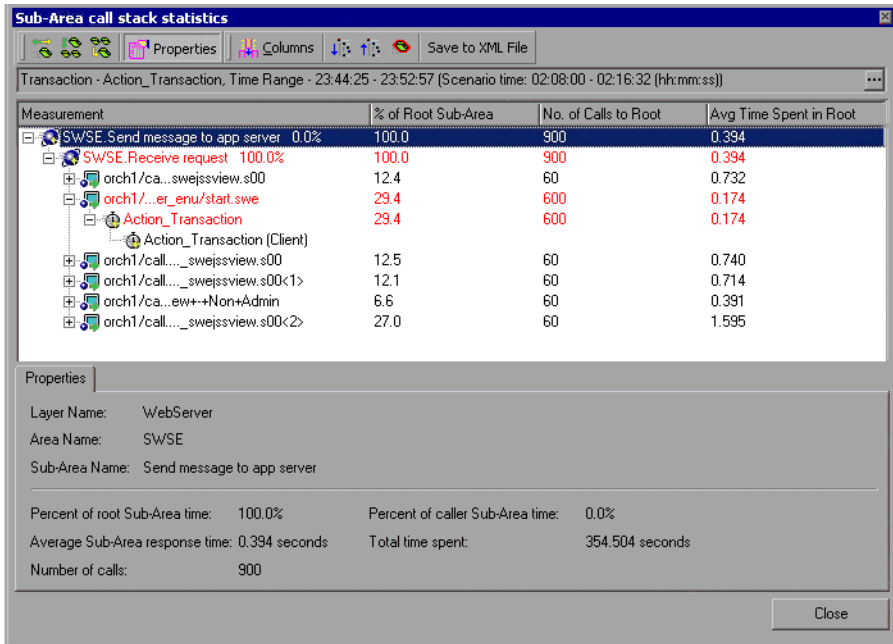 Sub-Area call stack statistics
Properties Columns Save to XML File
Transaction - Action_Transaction, Time Range - 23:44:25 - 23:52:57 (Scenario time: 02:08:00 - 02:16:32 (hh:mm:ss)) ...
Measurement % of Root Sub-Area No. of Calls to Root Avg Time Spent in Root
SWSE.Send message to app server 0.0% 100.0 900 0.394
SWSE.Receive request 100.0% 100.0 900 0.394
orch1/ca...swejssview.s00 12.4 60 0.732
orch1/...er_enu/start.swe 29.4 600 0.174
Action_Transaction 29.4 600 0.174
Action_Transaction (Client)
orch1/call...._swejssview.s00 12.5 60 0.740
orch1/call...._swejssview.s00<1> 12.1 60 0.714
orch1/ca...ew+-+Non+Admin 6.6 60 0.391
orch1/call...._swejssview.s00<2> 27.0 60 1.595
Properties
Layer Name: WebServer
Area Name: SWSE
Sub-Area Name: Send message to app server
Percent of root Sub-Area time: 100.0% Percent of caller Sub-Area time: 0.0%
Average Sub-Area response time: 0.394 seconds Total time spent: 354.504 seconds
Number of calls: 900
Close